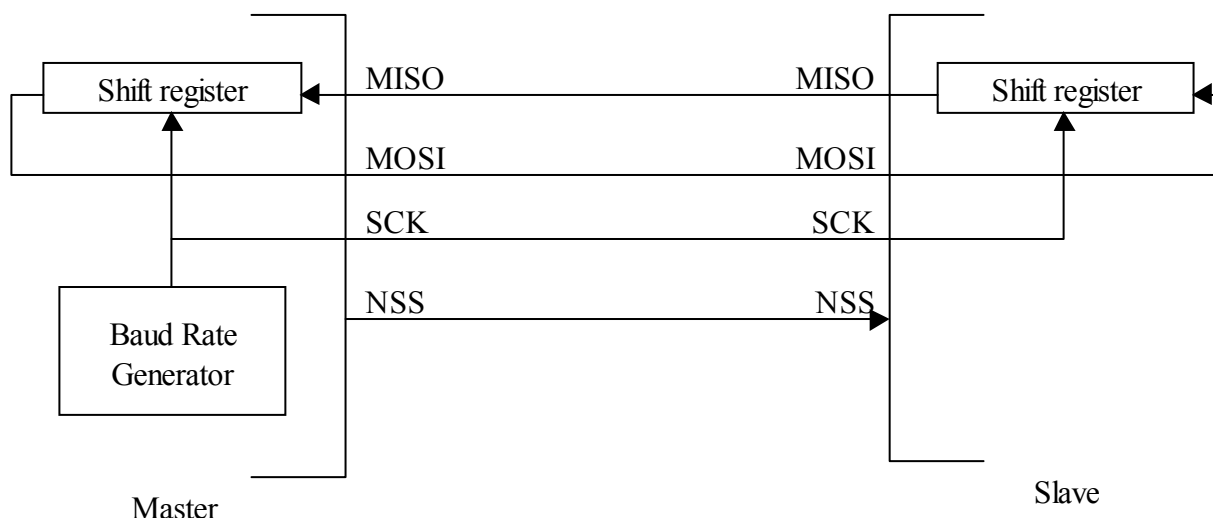 Shift register
MISO
MISO
Shift register
MOSI
MOSI
SCK
SCK
NSS
NSS
Baud Rate
Generator
Master
Slave